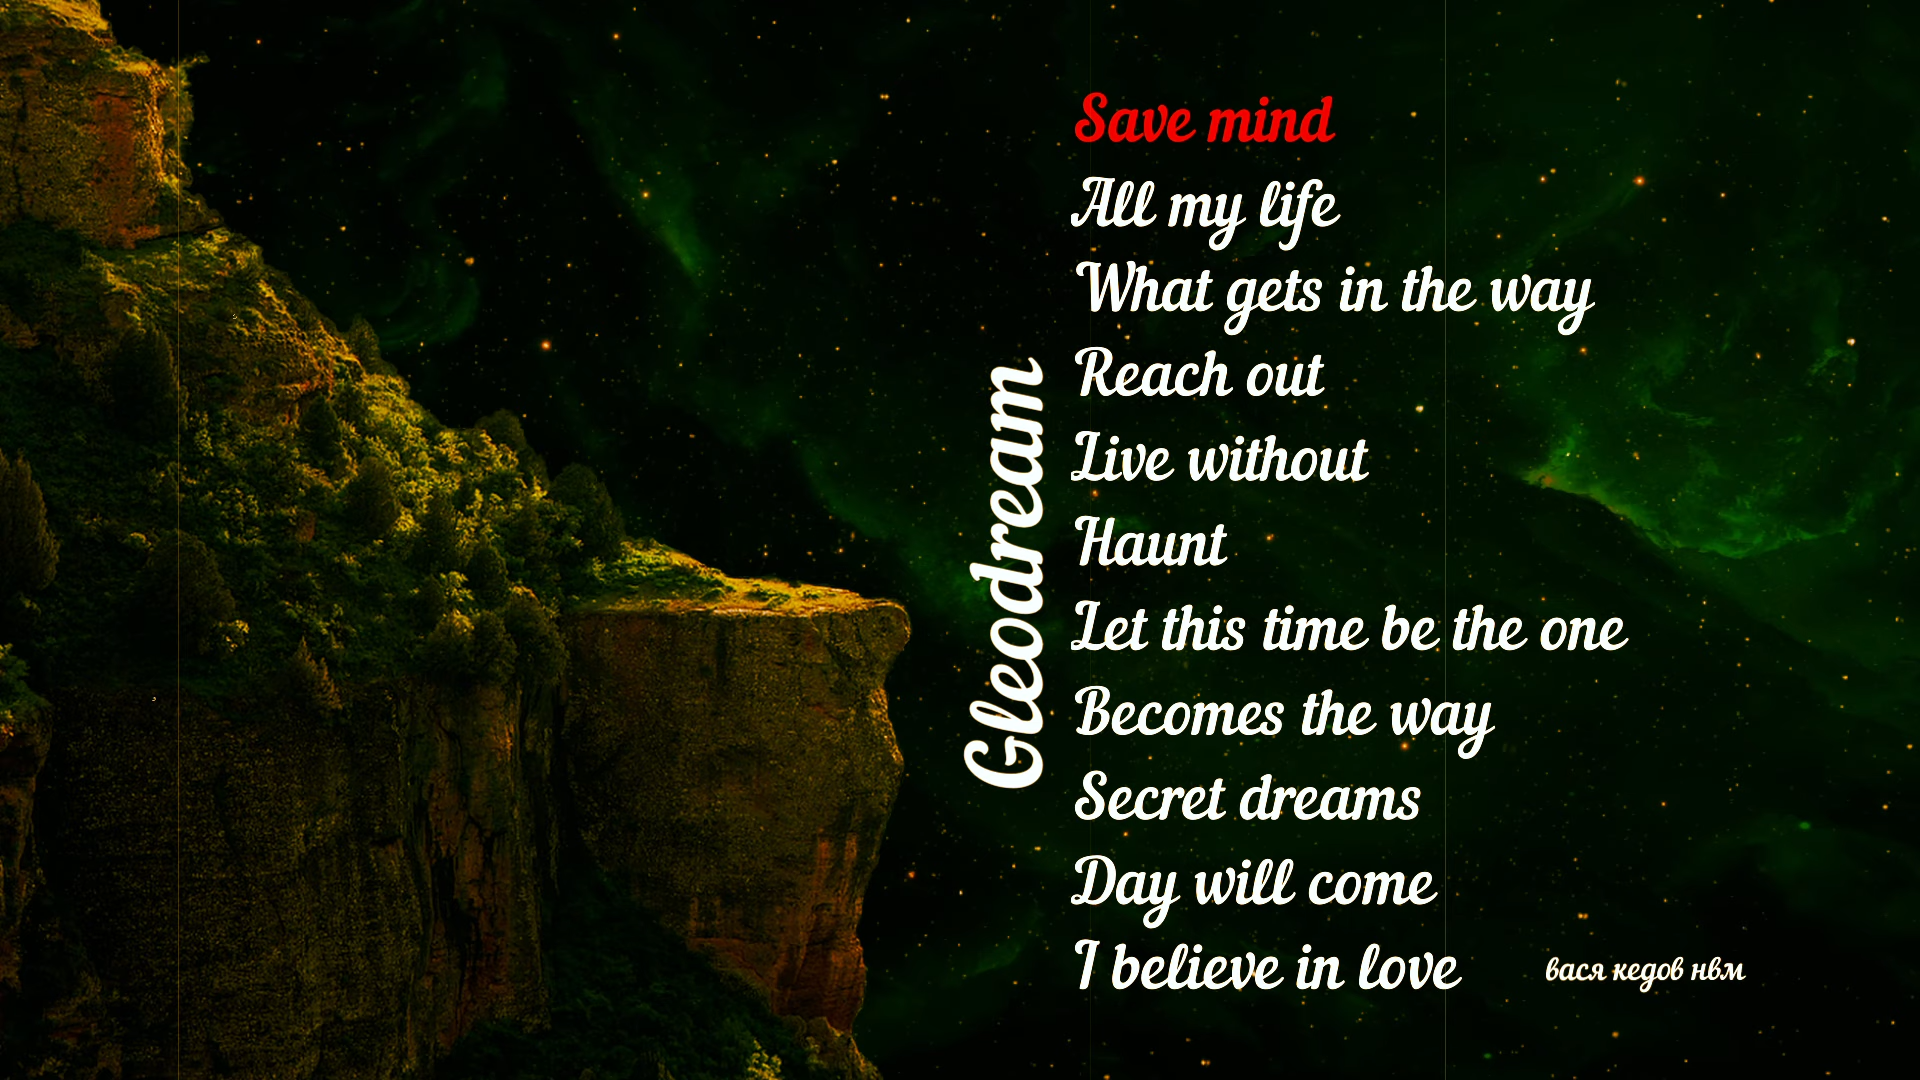 Gleodream
Save mind
All my life
What gets in the way
Reach out
Live without
Haunt
Let this time be the one
Becomes the way
Secret dreams
Day will come
I believe in love
вася кедов нвм